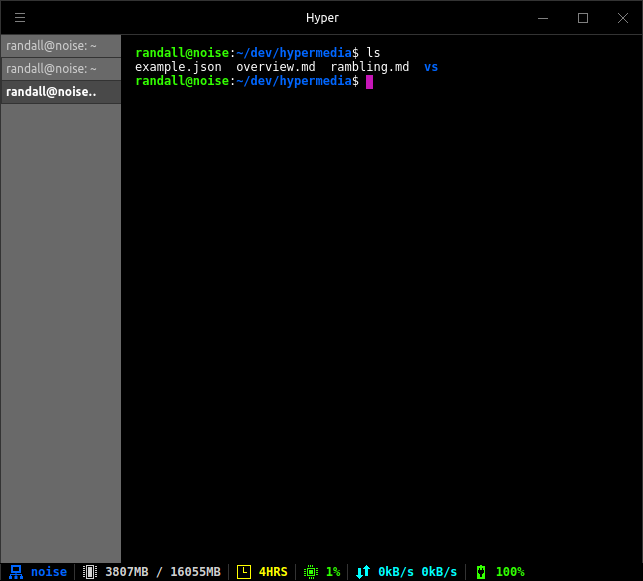 Hyper
randall@noise: ~
randall@noise: ~
randall@noise..
randall@noise:~/dev/hypermedia$ ls
example.json overview.md rambling.md vs
randall@noise:~/dev/hypermedia$
noise 3807MB / 16055MB 4HRS 1% 0kB/s 0kB/s 100%